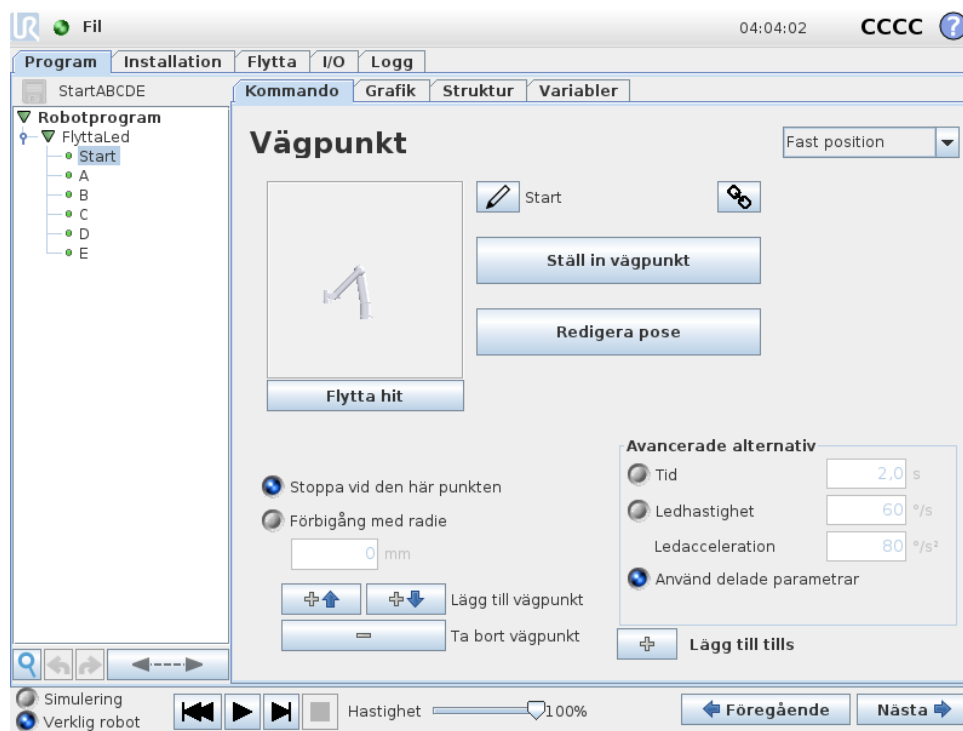 UR Fil 04:04:02 CCCC ?
Program Installation Flytta I/O Logg
StartABCDE
Kommando Grafik Struktur Variabler
Robotprogram
FlyttaLed
Start
A
B
C
D
E
Vägpunkt
Fast position
Start
Ställ in vägpunkt
Redigera pose
Flytta hit
Stoppa vid den här punkten
Förbigång med radie
0 mm
Lägg till vägpunkt
Ta bort vägpunkt
Avancerade alternativ
Tid 2,0 s
Ledhastighet 60 °/s
Ledacceleration 80 °/s²
Använd delade parametrar
Lägg till tills
Simulering
Verklig robot
Hastighet 100%
Föregående
Nästa